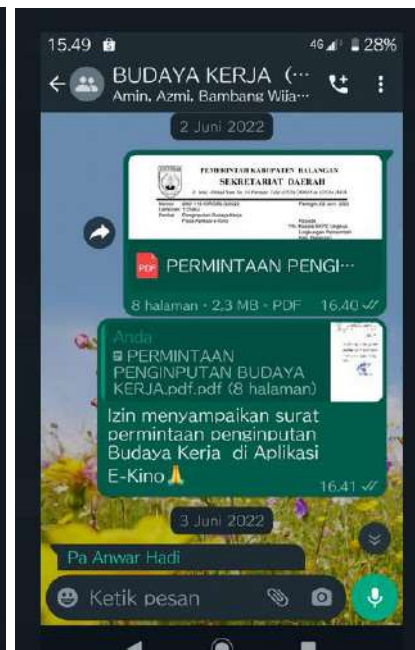 15.49 4G 28%
BUDAYA KERJA (···
Amin, Azmi, Bambang Wija···
2 Juni 2022
PEMERINTAH KABUPATEN BALANGAN
SEKRETARIAT DAERAH
PDF PERMINTAAN PENGI···
8 halaman • 2,3 MB • PDF 16.40
Anda
PERMINTAAN
PENGINPUTAN BUDAYA
KERJA.pdf.pdf (8 halaman)
Izin menyampaikan surat
permintaan penginputan
Budaya Kerja di Aplikasi
E-Kino🙏
16.41
3 Juni 2022
Pa Anwar Hadi
Ketik pesan